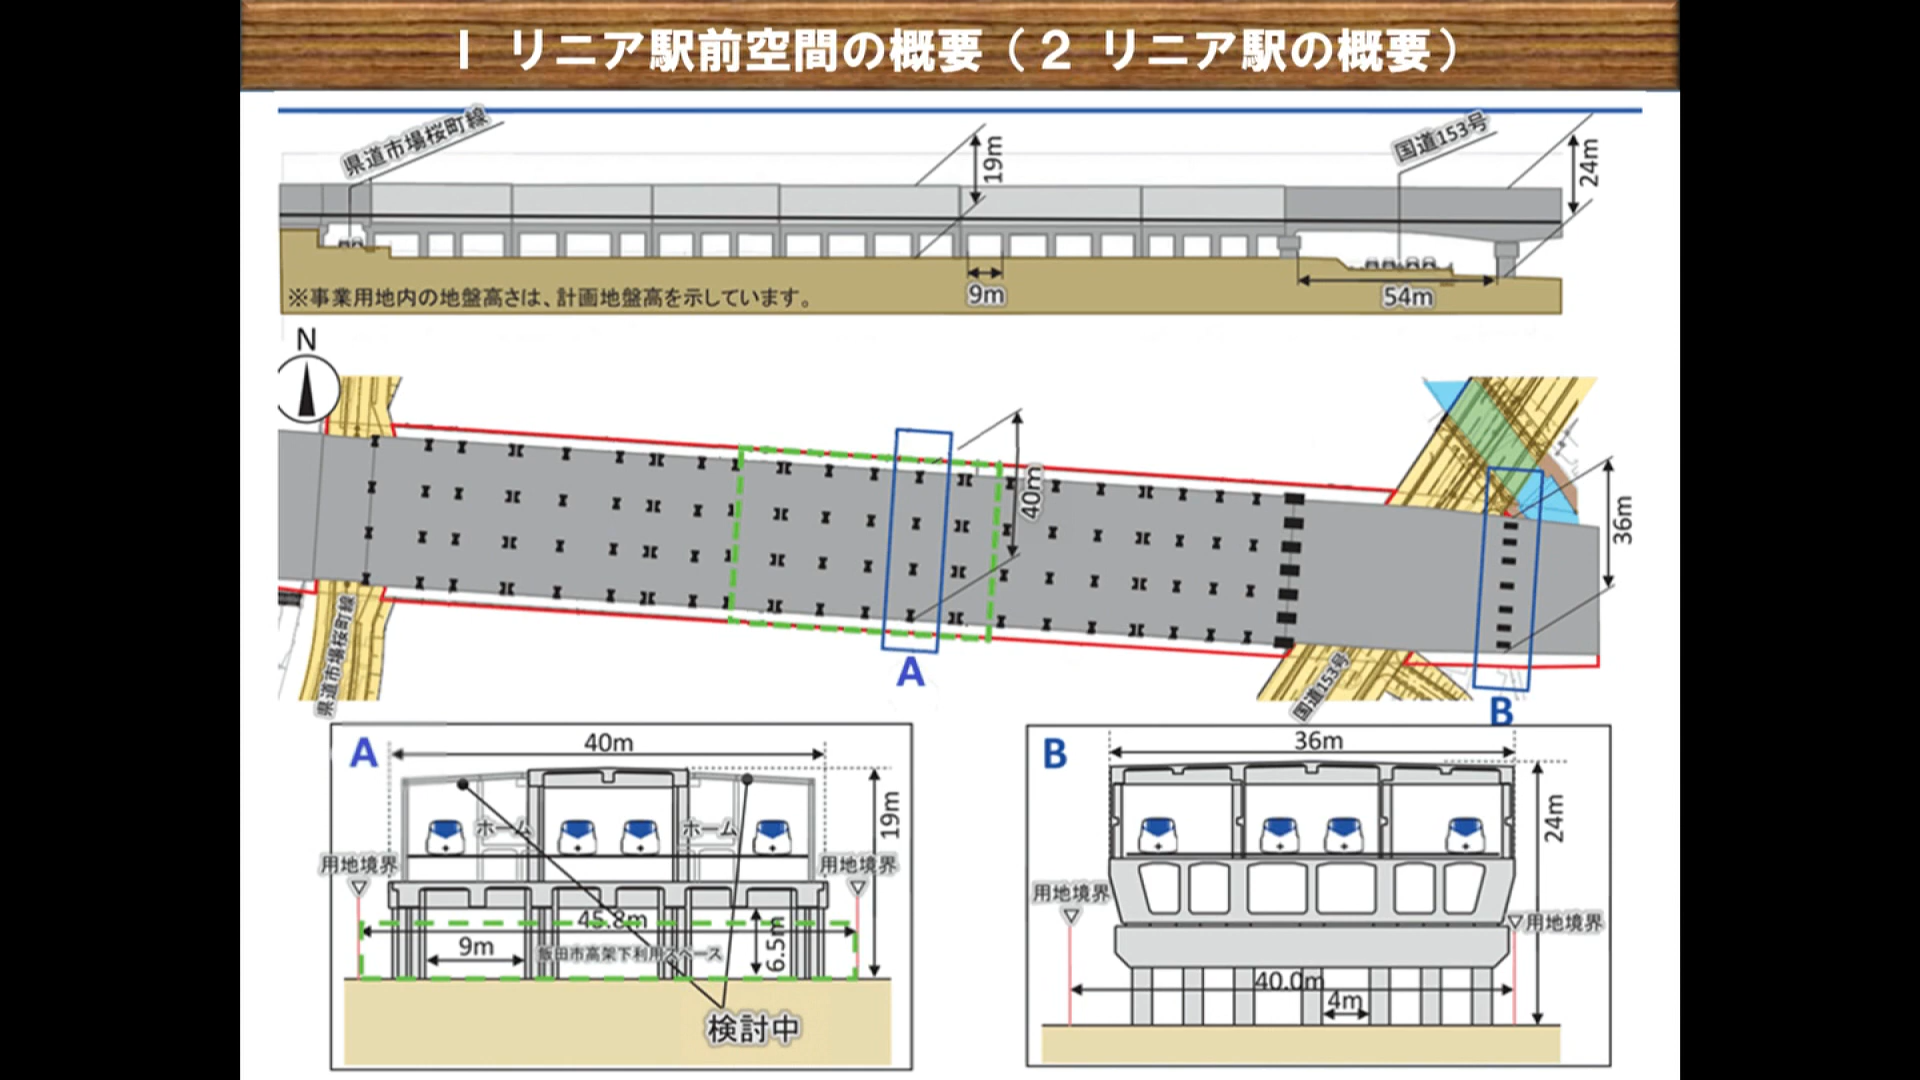 Ⅰ リニア駅前空間の概要（２ リニア駅の概要）
県道市場桜町線
国道153号
19m
24m
9m
54m
※事業用地内の地盤高さは、計画地盤高を示しています。
N
40m
36m
県道市場桜町線
国道153号
A
B
A
40m
19m
ホーム
ホーム
用地境界
用地境界
45.8m
9m
飯田市高架下利用スペース
6.5m
検討中
B
36m
24m
用地境界
用地境界
40.0m
4m